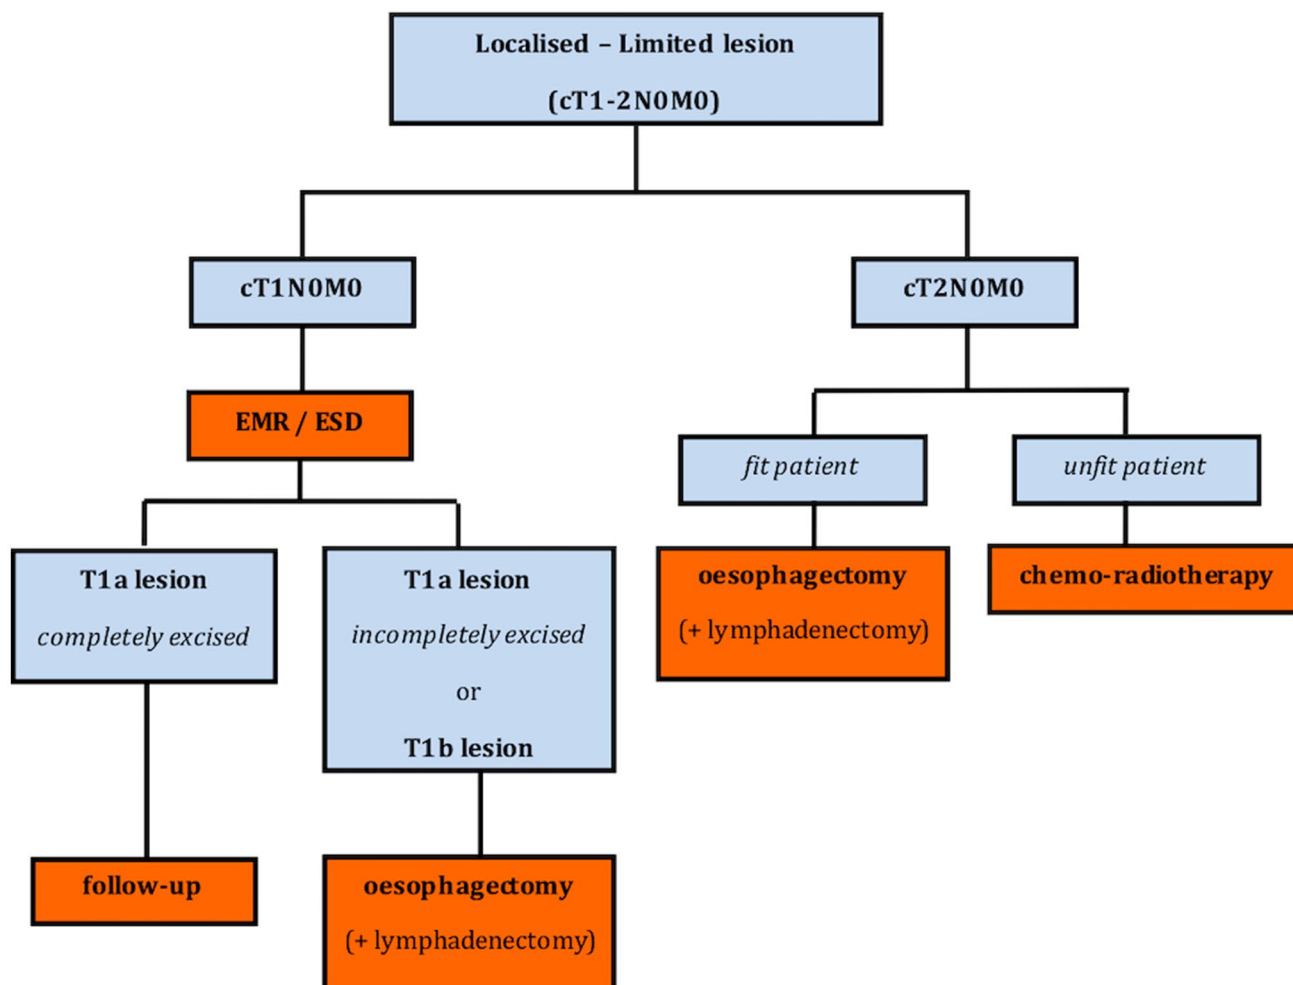 Localised – Limited lesion
(cT1-2N0M0)
cT1N0M0
cT2N0M0
EMR / ESD
fit patient
unfit patient
T1a lesion
completely excised
T1a lesion
incompletely excised
or
T1b lesion
oesophagectomy
(+ lymphadenectomy)
chemo-radiotherapy
follow-up
oesophagectomy
(+ lymphadenectomy)